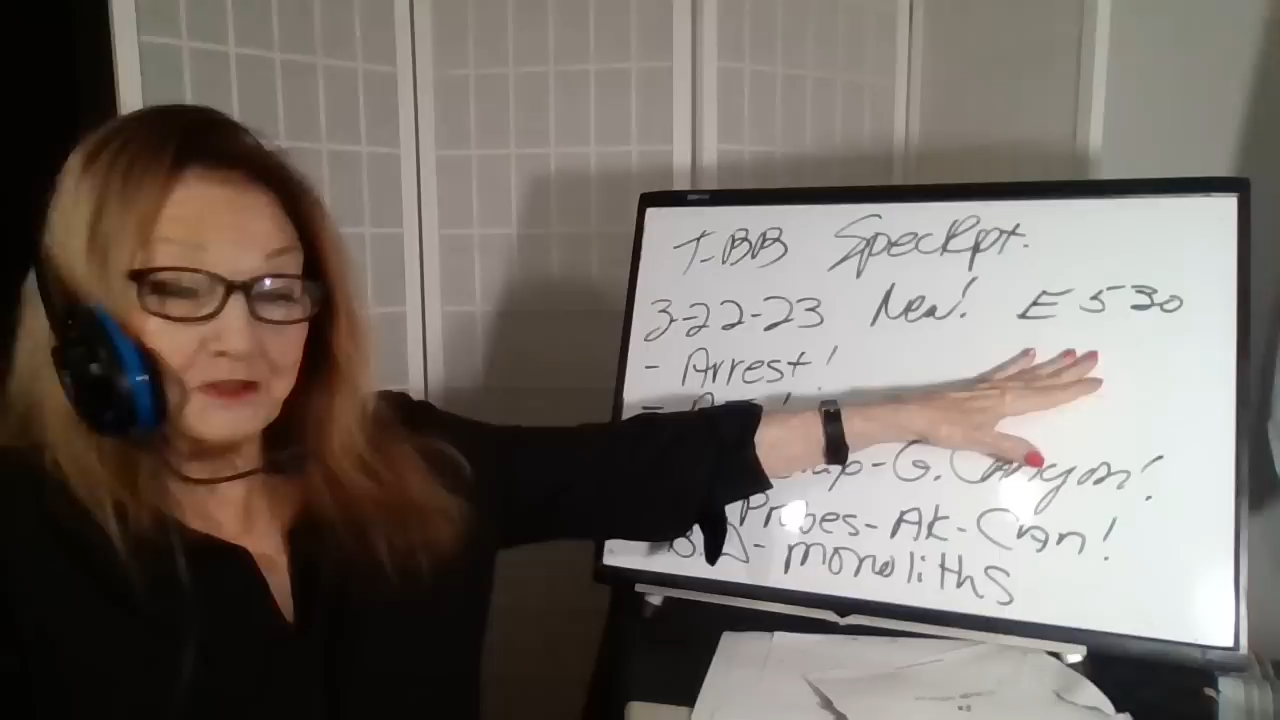 T-BB SpecRpt.
3-22-23 New! E 530
- Arrest!
-G. Canyon!
Probes-AK-Can!
- monoliths